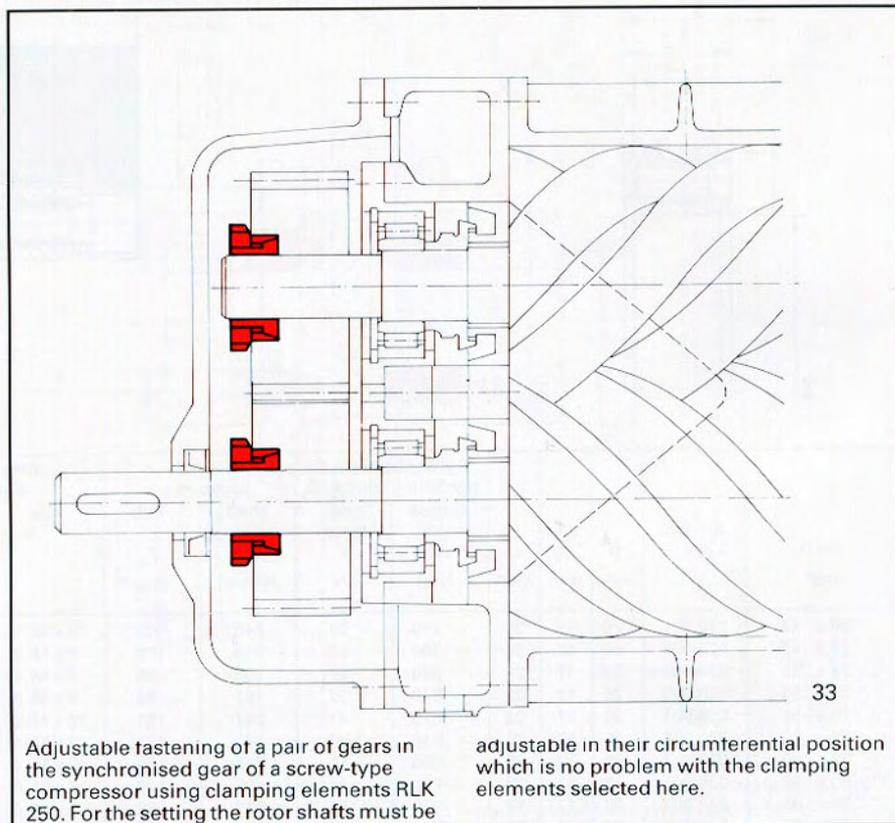 33
Adjustable fastening of a pair of gears in
the synchronised gear of a screw-type
compressor using clamping elements RLK
250. For the setting the rotor shafts must be
adjustable in their circumferential position
which is no problem with the clamping
elements selected here.